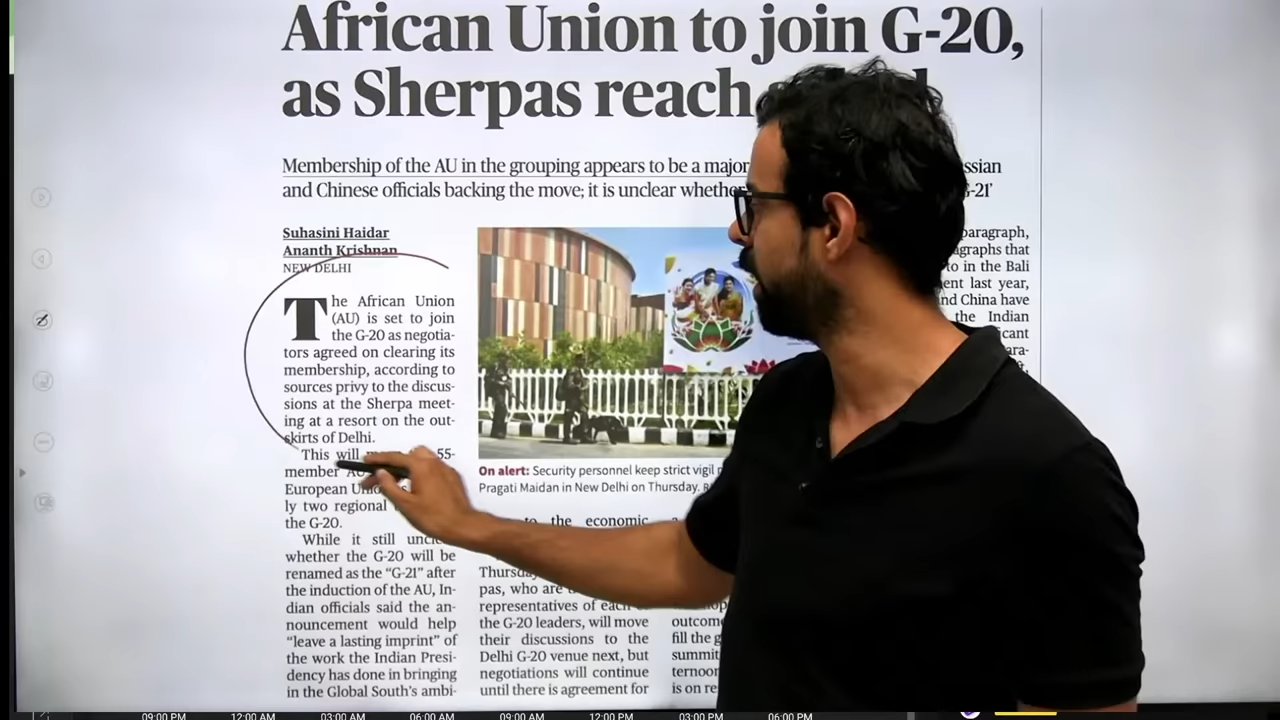 African Union to join G-20,
as Sherpas reach
Membership of the AU in the grouping appears to be a major
and Chinese officials backing the move; it is unclear whether
Suhasini Haidar
Ananth Krishnan
NEW DELHI
The African Union
(AU) is set to join
the G-20 as negotia-
tors agreed on clearing its
membership, according to
sources privy to the discus-
sions at the Sherpa meet-
ing at a resort on the out-
skirts of Delhi.
This will 55-
member
European
ly two regional
the G-20.
While it still
whether the G-20 will be
renamed as the “G-21” after
the induction of the AU, In-
dian officials said the an-
nouncement would help
“leave a lasting imprint” of
the work the Indian Presi-
dency has done in bringing
in the Global South’s ambi-
On alert: Security personnel keep strict vigil
Pragati Maidan in New Delhi on Thursday.
to the economic
pas, who are
representatives of each
the G-20 leaders, will move
their discussions to the
Delhi G-20 venue next, but
negotiations will continue
until there is agreement for
fill the
summit
is on
paragraph,
that
to in the Bali
last year,
China have
the Indian
09:00 PM 12:00 AM 03:00 AM 06:00 AM 09:00 AM 12:00 PM 03:00 PM 06:00 PM